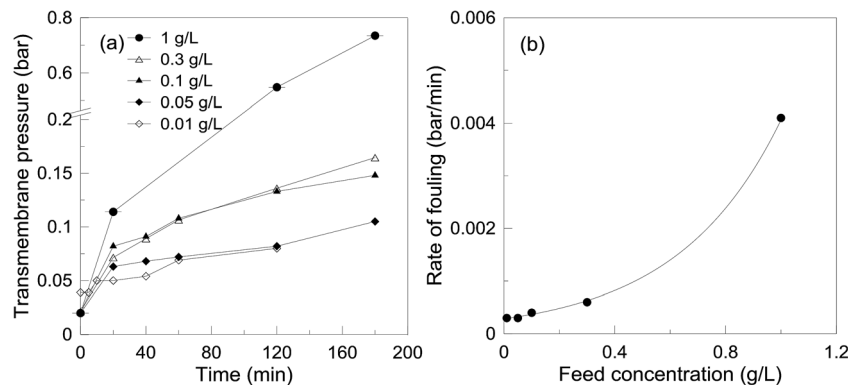 (a)
1 g/L
0.3 g/L
0.1 g/L
0.05 g/L
0.01 g/L
Transmembrane pressure (bar)
0.8
0.6
0.2
0.15
0.1
0.05
0
0 40 80 120 160 200
Time (min)
(b)
Rate of fouling (bar/min)
0.006
0.004
0.002
0.000
0 0.4 0.8 1.2
Feed concentration (g/L)